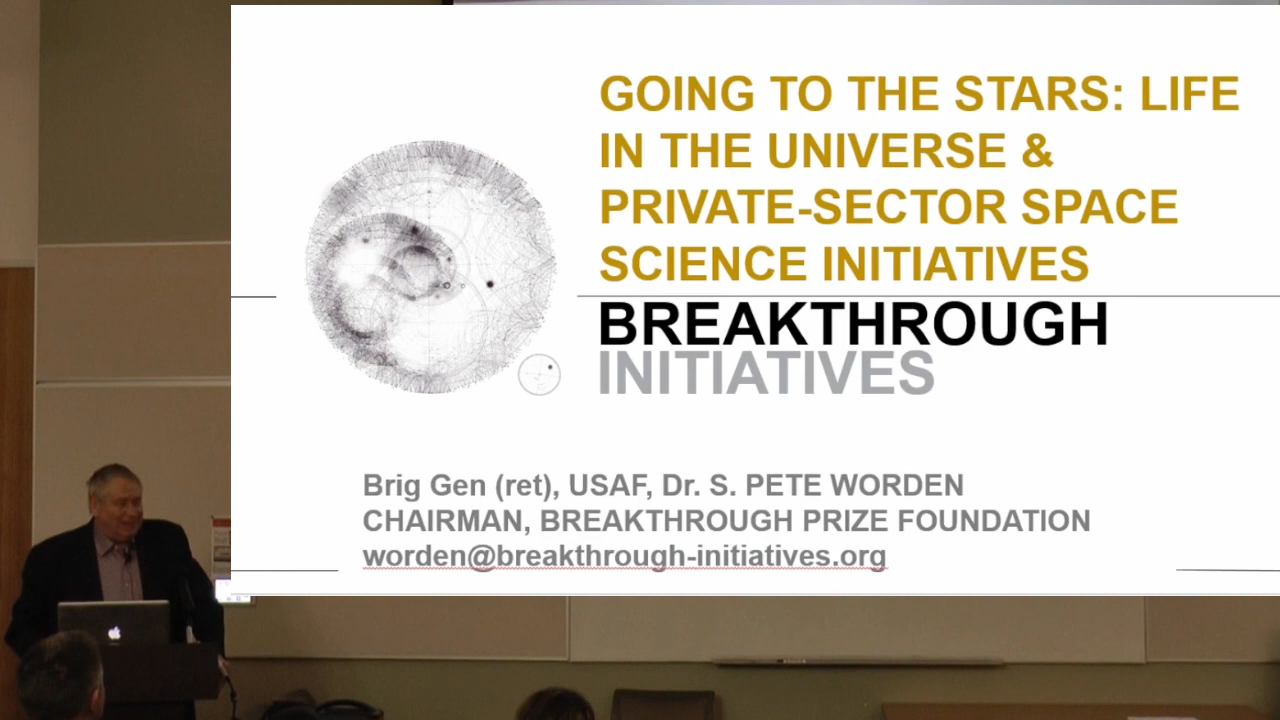 GOING TO THE STARS: LIFE
IN THE UNIVERSE &
PRIVATE-SECTOR SPACE
SCIENCE INITIATIVES
BREAKTHROUGH
INITIATIVES
Brig Gen (ret), USAF, Dr. S. PETE WORDEN
CHAIRMAN, BREAKTHROUGH PRIZE FOUNDATION
worden@breakthrough-initiatives.org